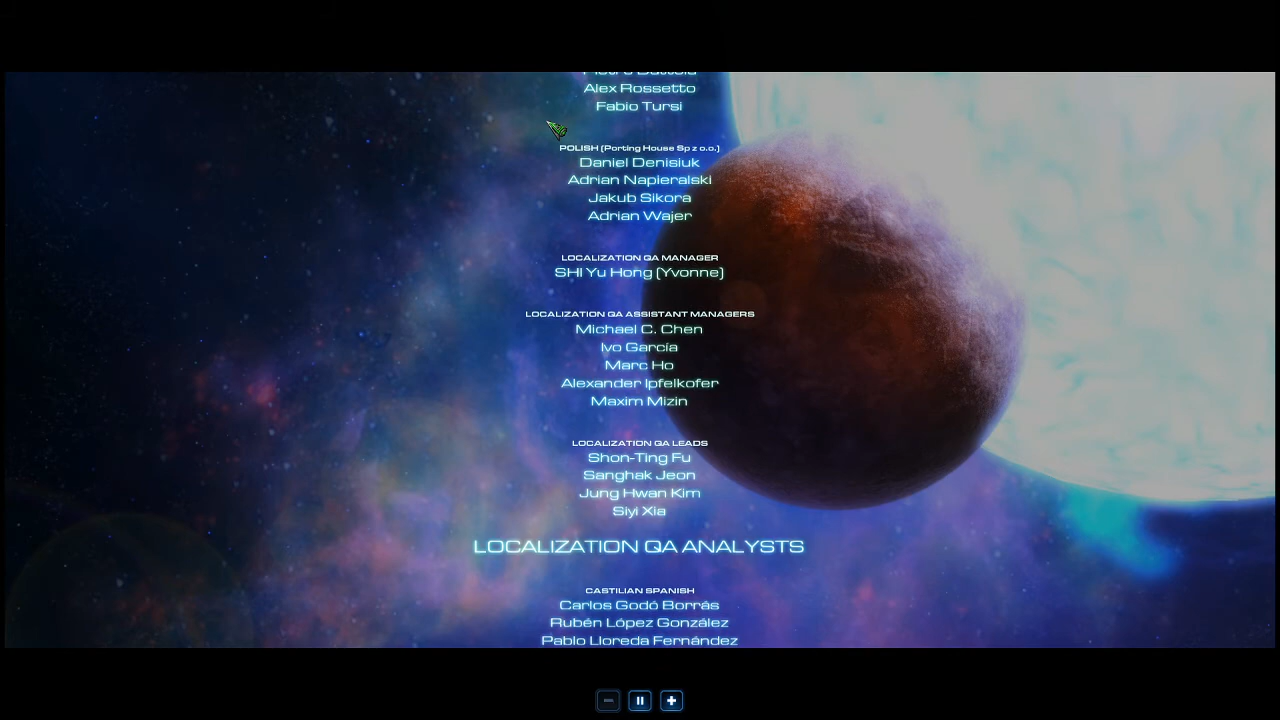 Alex Rossetto
Fabio Tursi
POLISH (Porting House Sp z o.o.)
Daniel Denisiuk
Adrian Napieralski
Jakub Sikora
Adrian Wajer
LOCALIZATION QA MANAGER
SHI Yu Hong (Yvonne)
LOCALIZATION QA ASSISTANT MANAGERS
Michael C. Chen
Ivo García
Marc Ho
Alexander Ipfelkofer
Maxim Mizin
LOCALIZATION QA LEADS
Shon-Ting Fu
Sanghak Jeon
Jung Hwan Kim
Siyi Xia
LOCALIZATION QA ANALYSTS
CASTILIAN SPANISH
Carlos Godó Borrás
Rubén López González
Pablo Lloreda Fernández